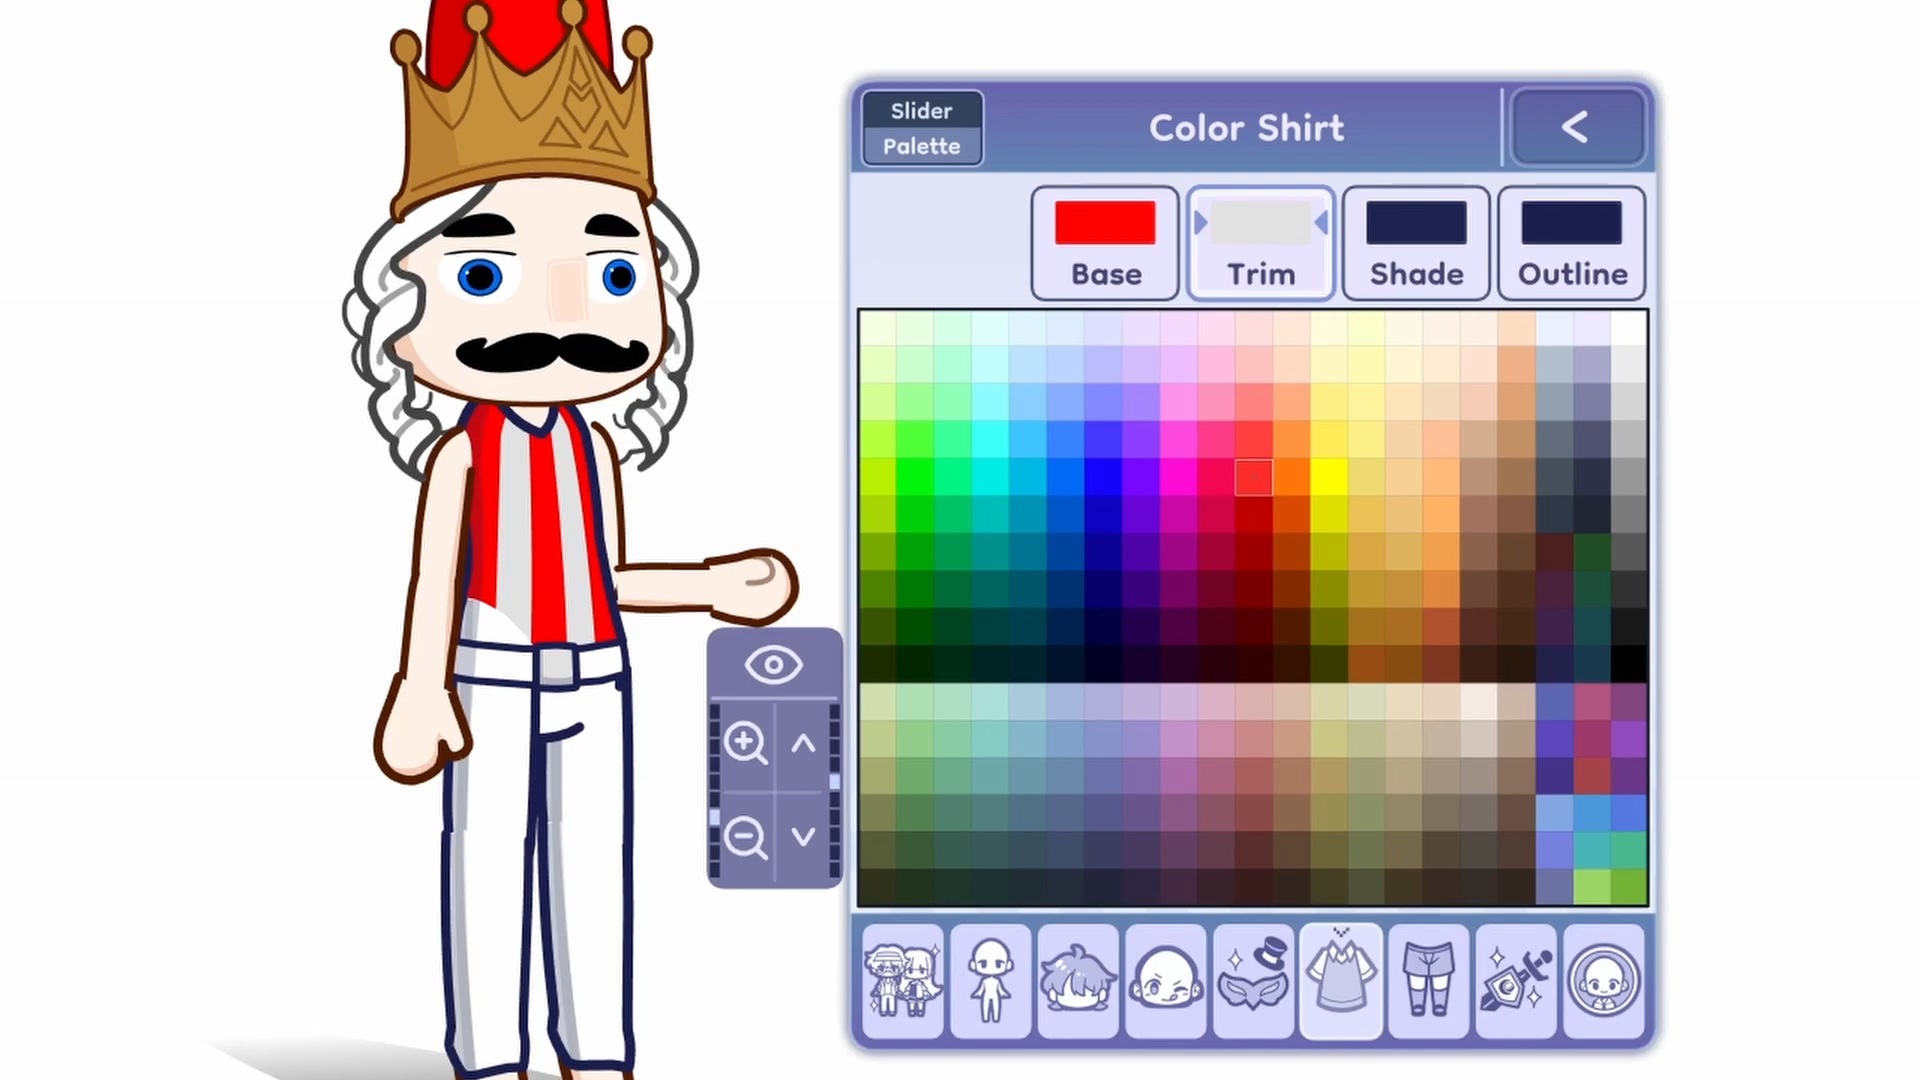 Slider
Palette
Color Shirt
Base
Trim
Shade
Outline